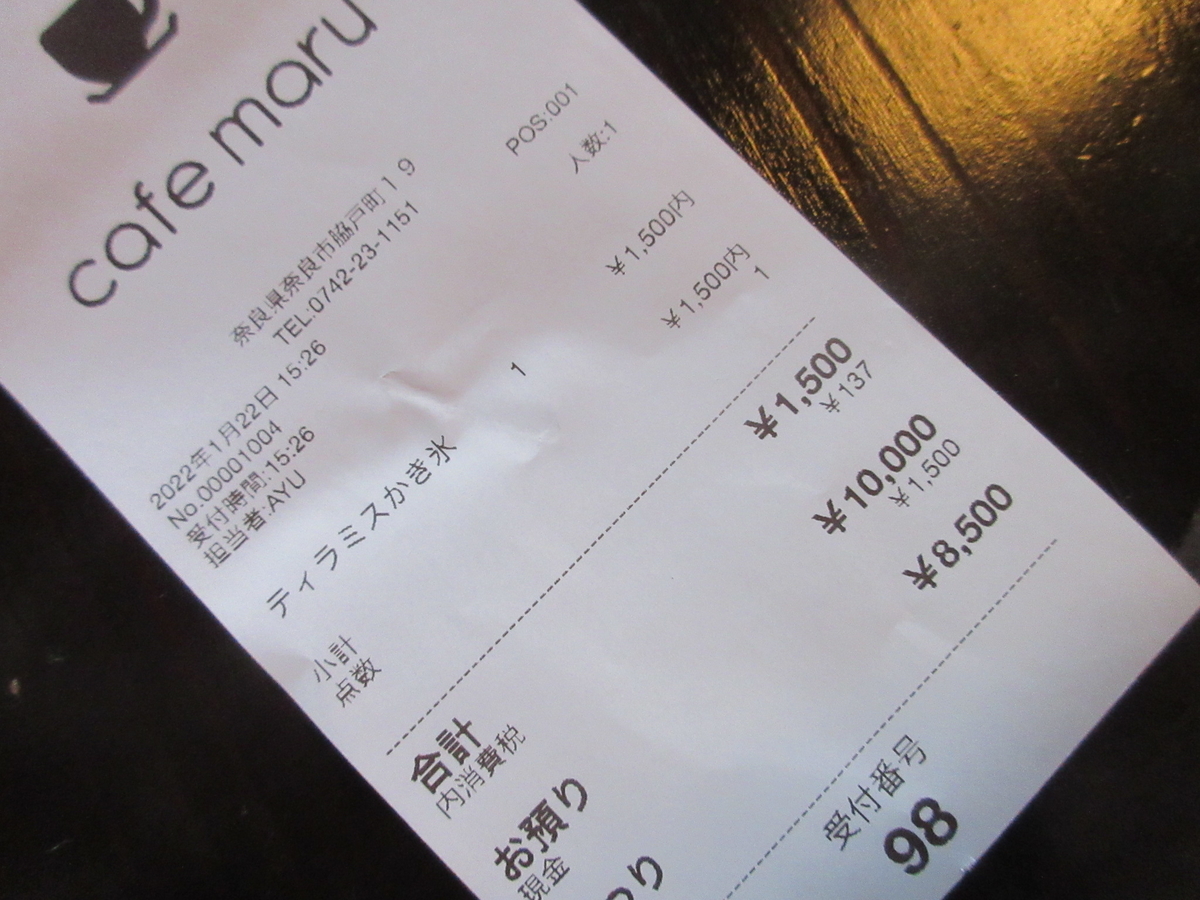 cafe maru
奈良県奈良市脇戸町19
TEL:0742-23-1151
2022年1月22日 15:26 POS:001
No.00001004 人数:1
受付時間:15:26
担当者:AYU
ティラミスかき氷 1 ¥1,500内
小計 ¥1,500内
点数 1
合計 ¥1,500
内消費税 ¥137
お預り ¥10,000
現金 ¥1,500
り ¥8,500
受付番号
98